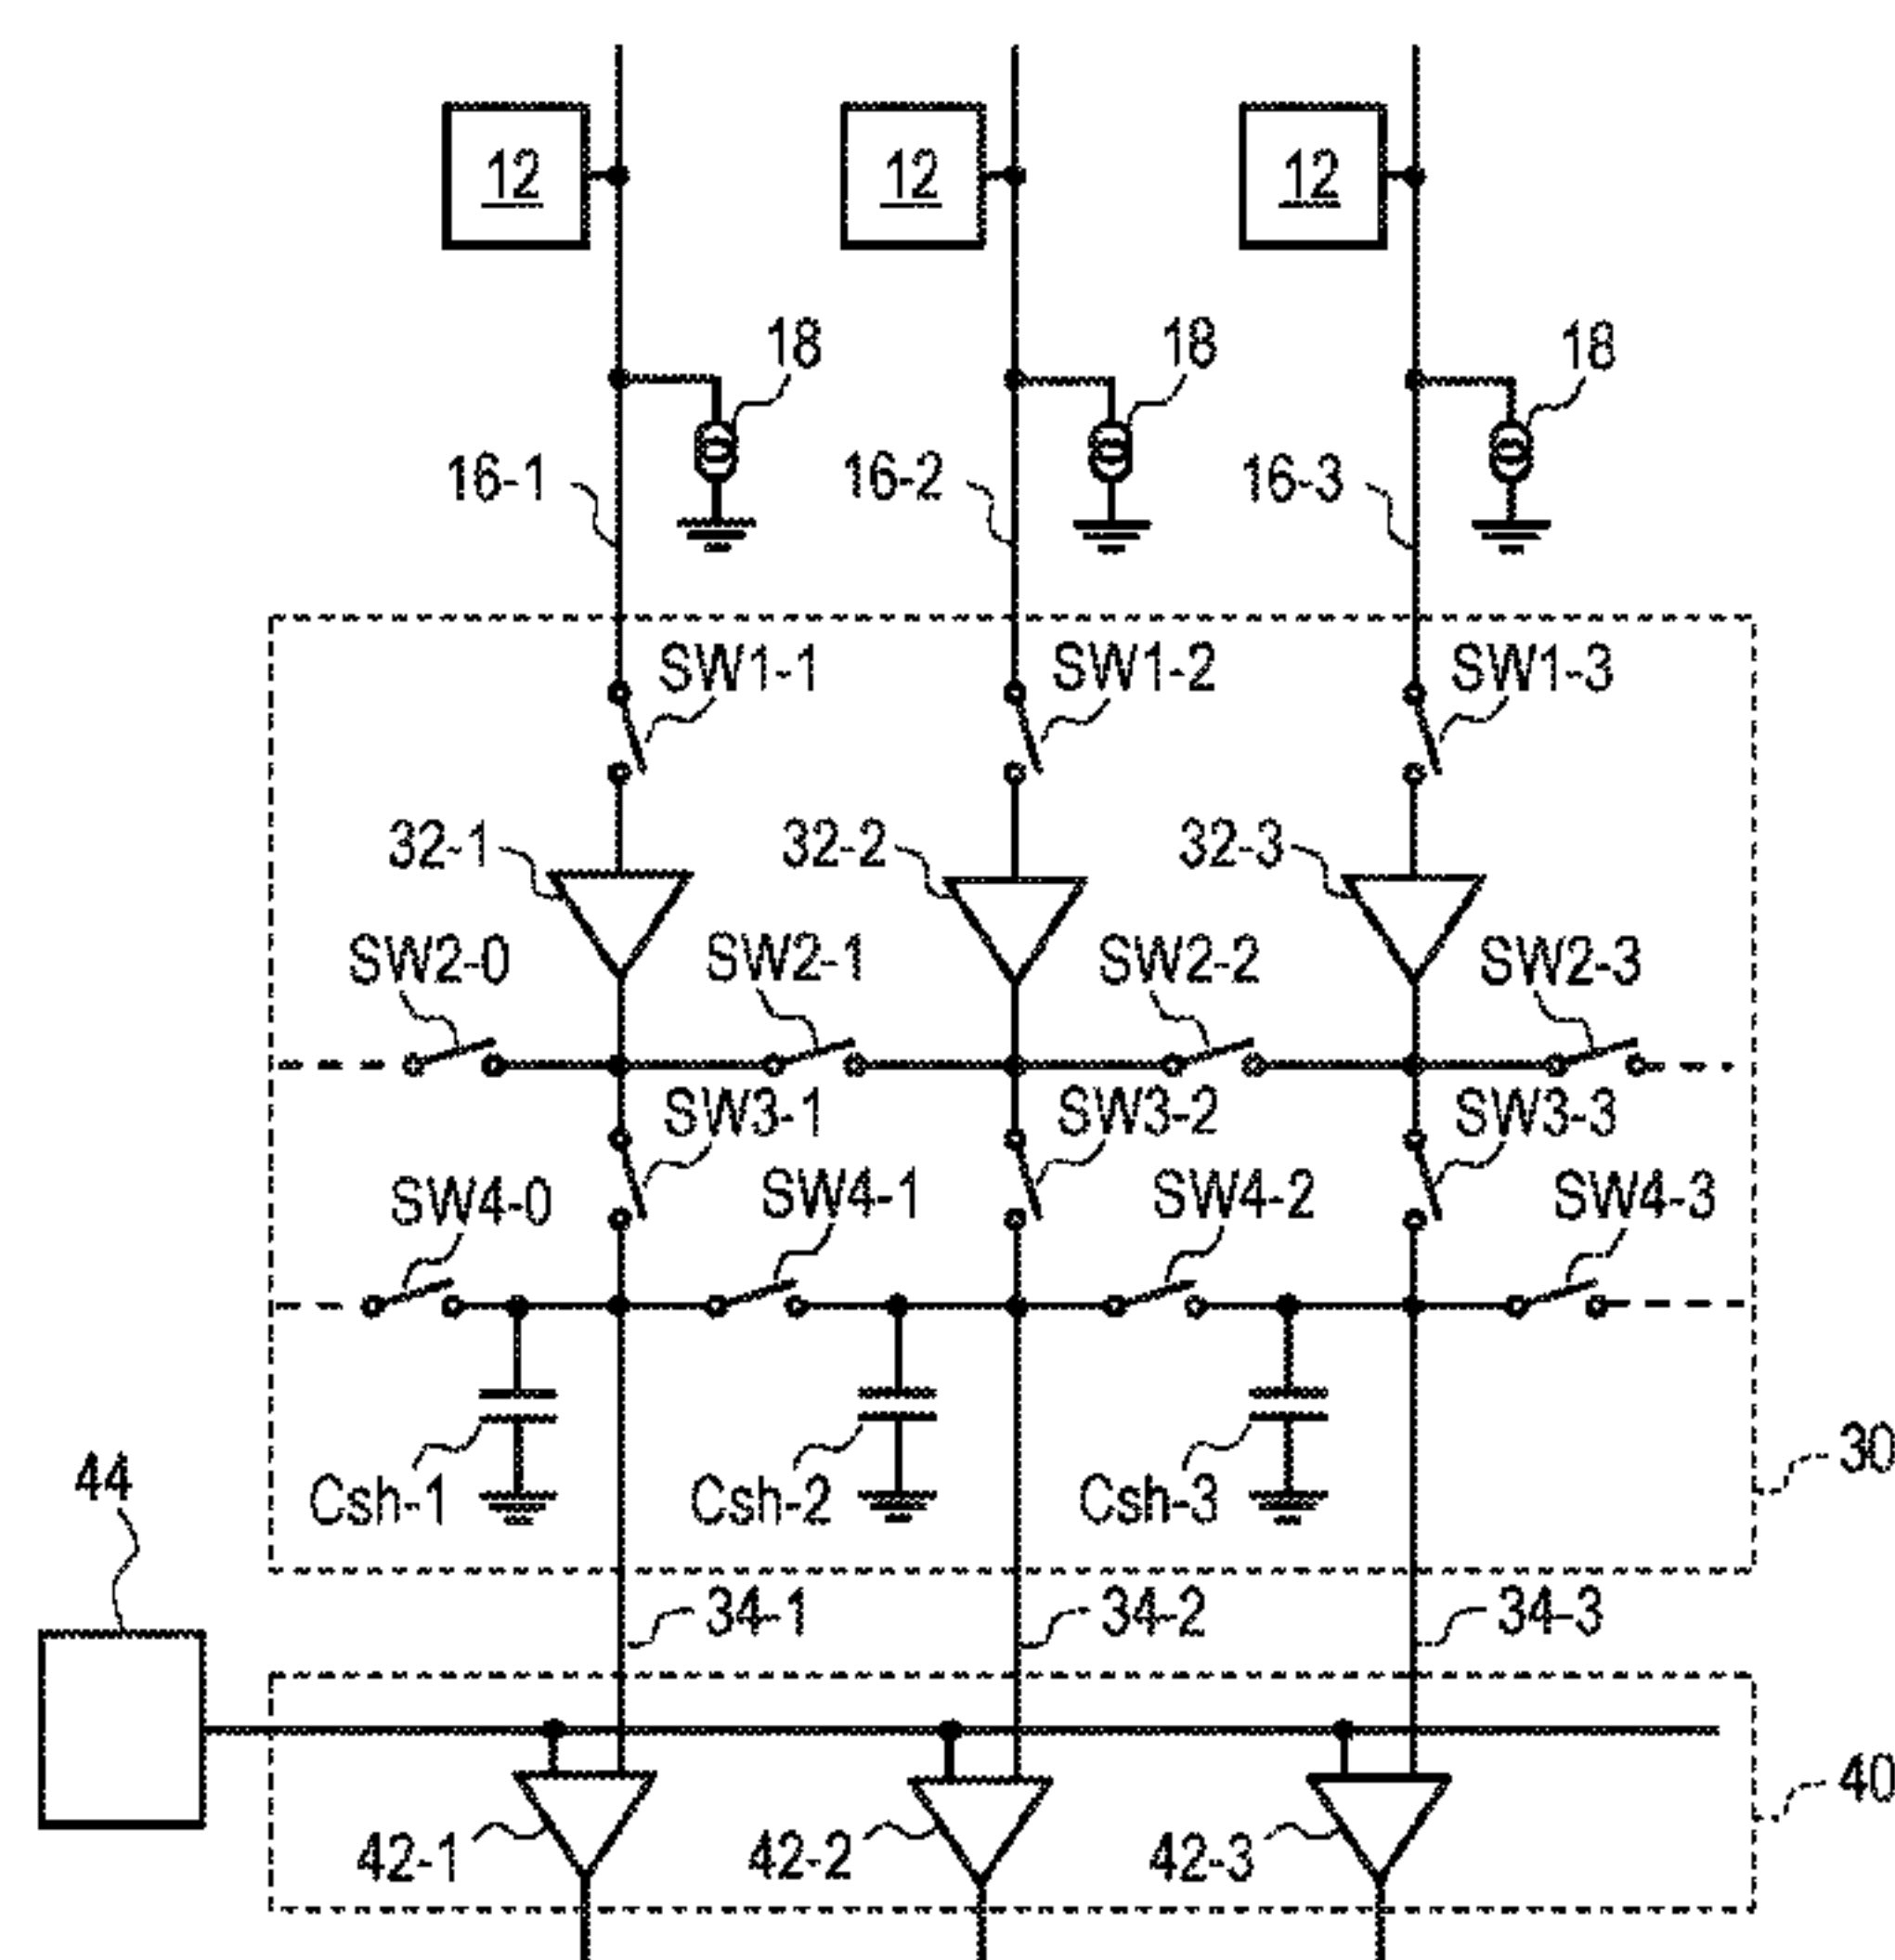 12 12 12
18 18 18
16-1 16-2 16-3
SW1-1 SW1-2 SW1-3
32-1 32-2 32-3
SW2-0 SW2-1 SW2-2 SW2-3
SW3-1 SW3-2 SW3-3
SW4-0 SW4-1 SW4-2 SW4-3
30
44 Csh-1 Csh-2 Csh-3
34-1 34-2 34-3
40
42-1 42-2 42-3